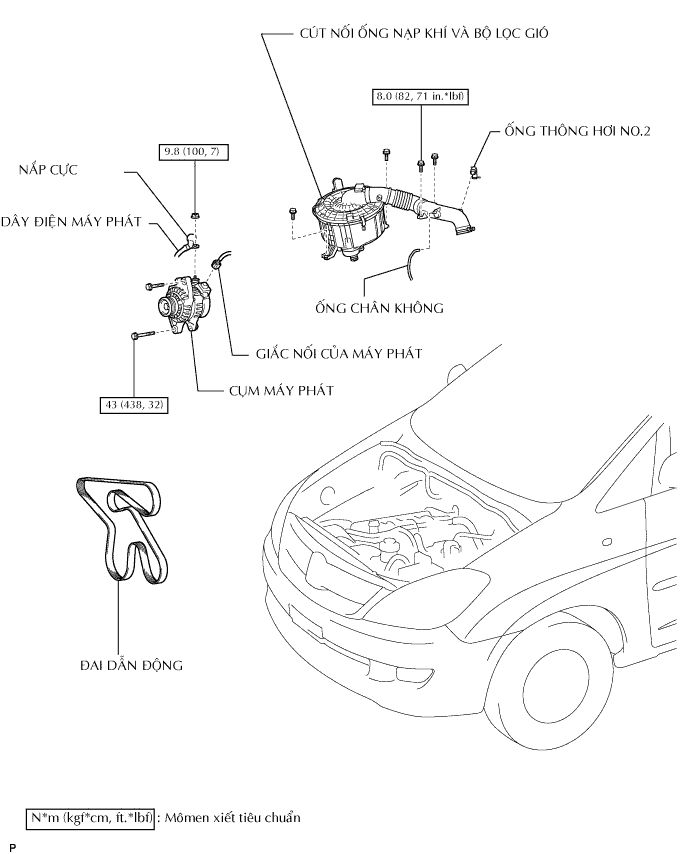 CÚT NỐI ỐNG NẠP KHÍ VÀ BỘ LỌC GIÓ
8.0 (82, 71 in.*lbf)
ỐNG THÔNG HƠI NO.2
9.8 (100, 7)
NẮP CỰC
DÂY ĐIỆN MÁY PHÁT
ỐNG CHÂN KHÔNG
GIẮC NỐI CỦA MÁY PHÁT
CỤM MÁY PHÁT
43 (438, 32)
ĐAI DẪN ĐỘNG
N*m (kgf*cm, ft.*lbf) : Mômen xiết tiêu chuẩn
P